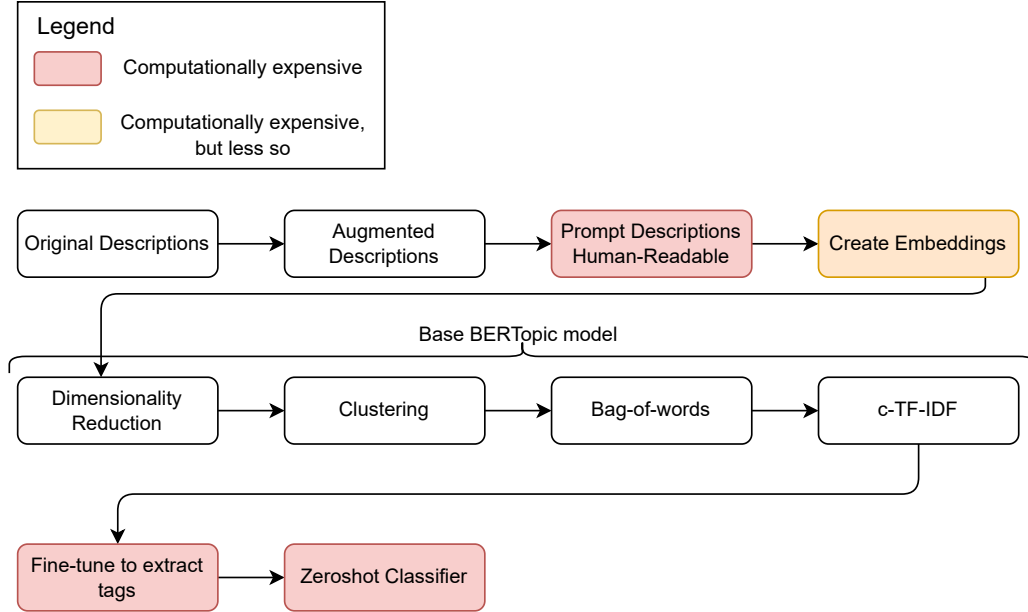 Legend
Computationally expensive
Computationally expensive,
but less so
Original Descriptions
Augmented
Descriptions
Prompt Descriptions
Human-Readable
Create Embeddings
Base BERTopic model
Dimensionality
Reduction
Clustering
Bag-of-words
c-TF-IDF
Fine-tune to extract
tags
Zeroshot Classifier